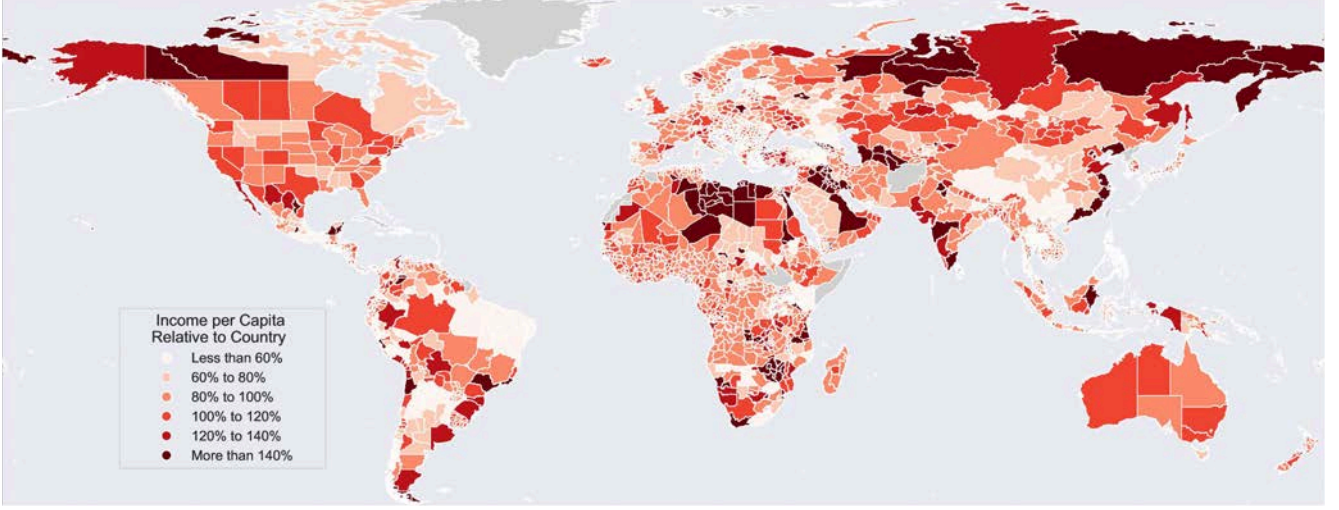 Income per Capita
Relative to Country
Less than 60%
60% to 80%
80% to 100%
100% to 120%
120% to 140%
More than 140%